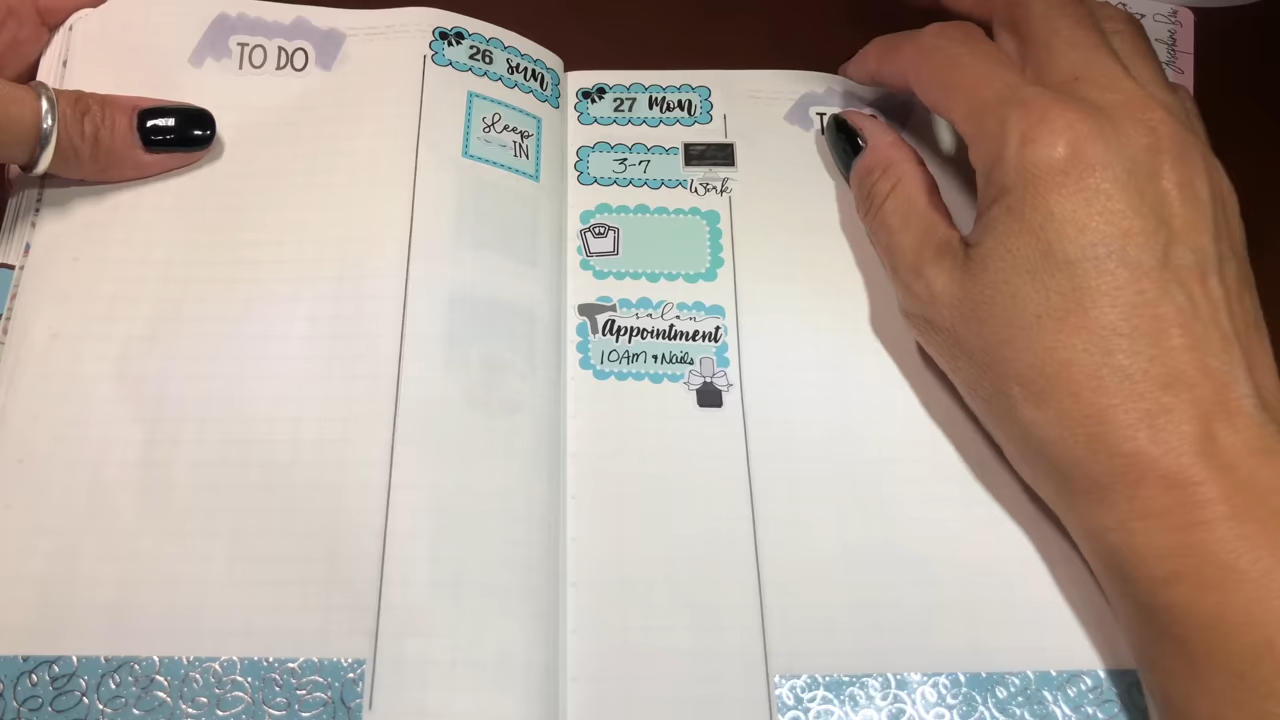 TO DO
26 sun
sleep
IN
27 Mon
3-7
Work
salon
Appointment
10AM & Nails